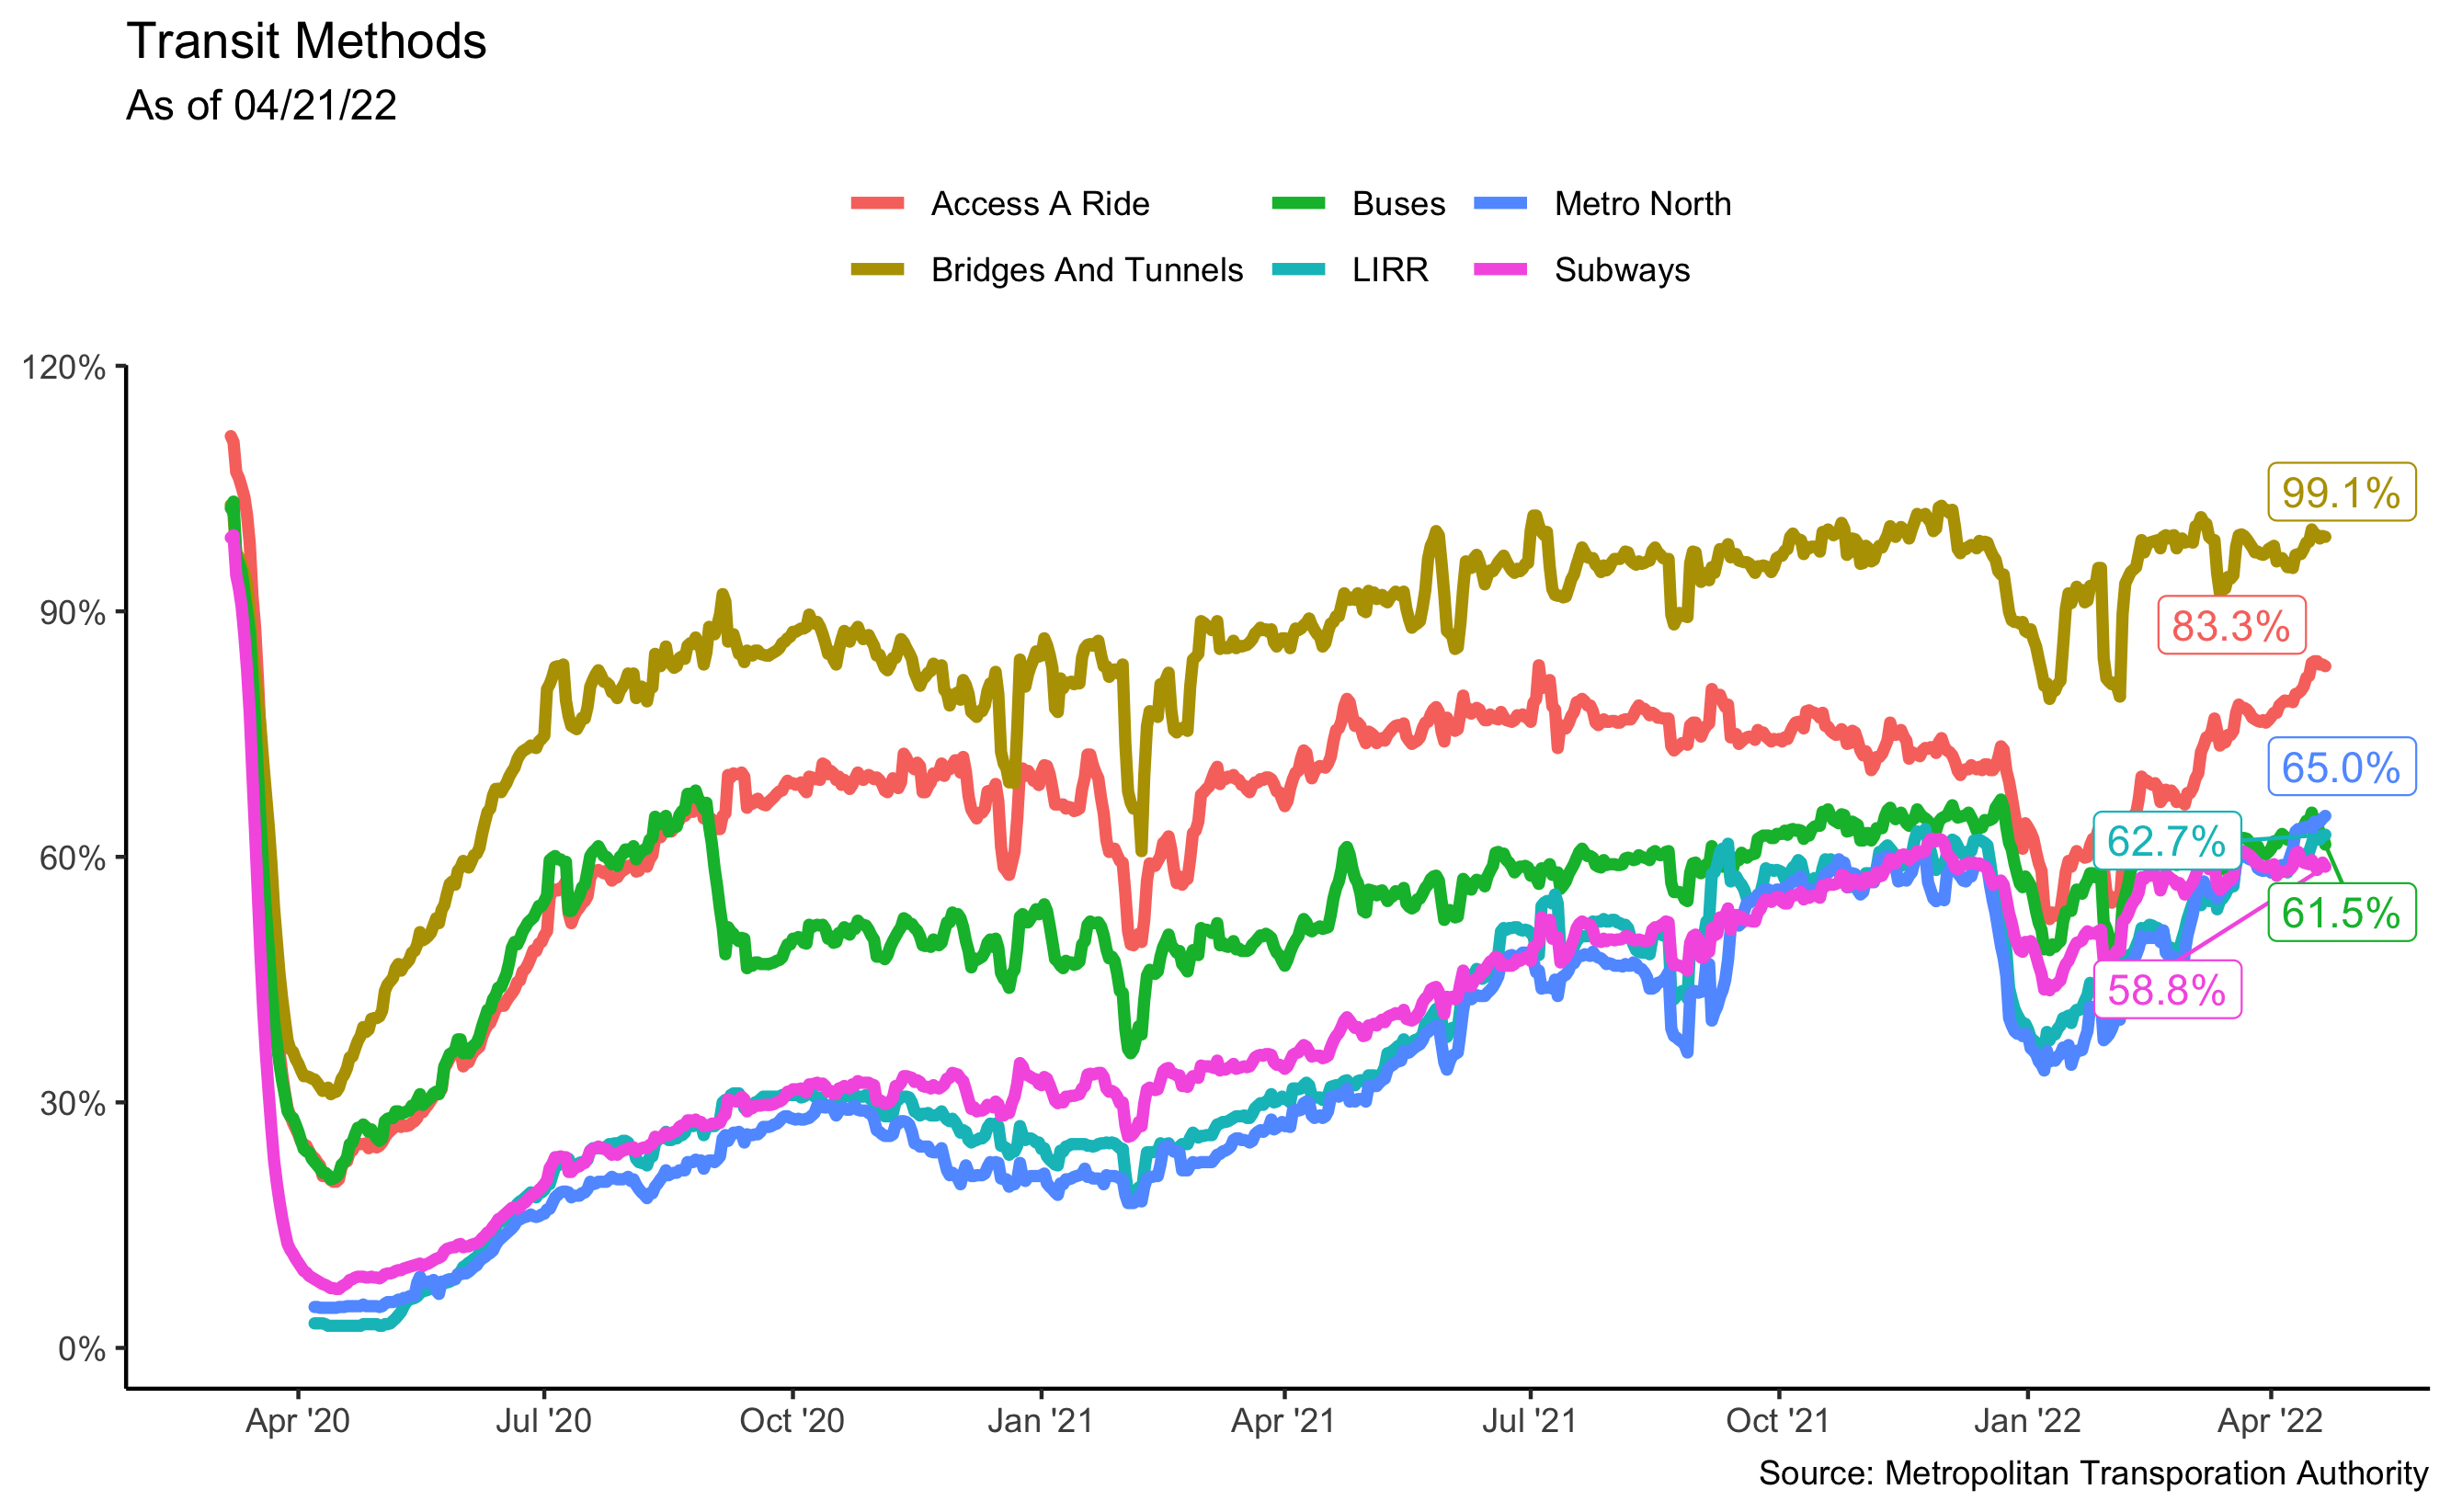 Transit Methods
As of 04/21/22
Access A Ride
Buses
Metro North
Bridges And Tunnels
LIRR
Subways
120%
90%
60%
30%
0%
99.1%
83.3%
65.0%
62.7%
61.5%
58.8%
Apr '20
Jul '20
Oct '20
Jan '21
Apr '21
Jul '21
Oct '21
Jan '22
Apr '22
Source: Metropolitan Transporation Authority